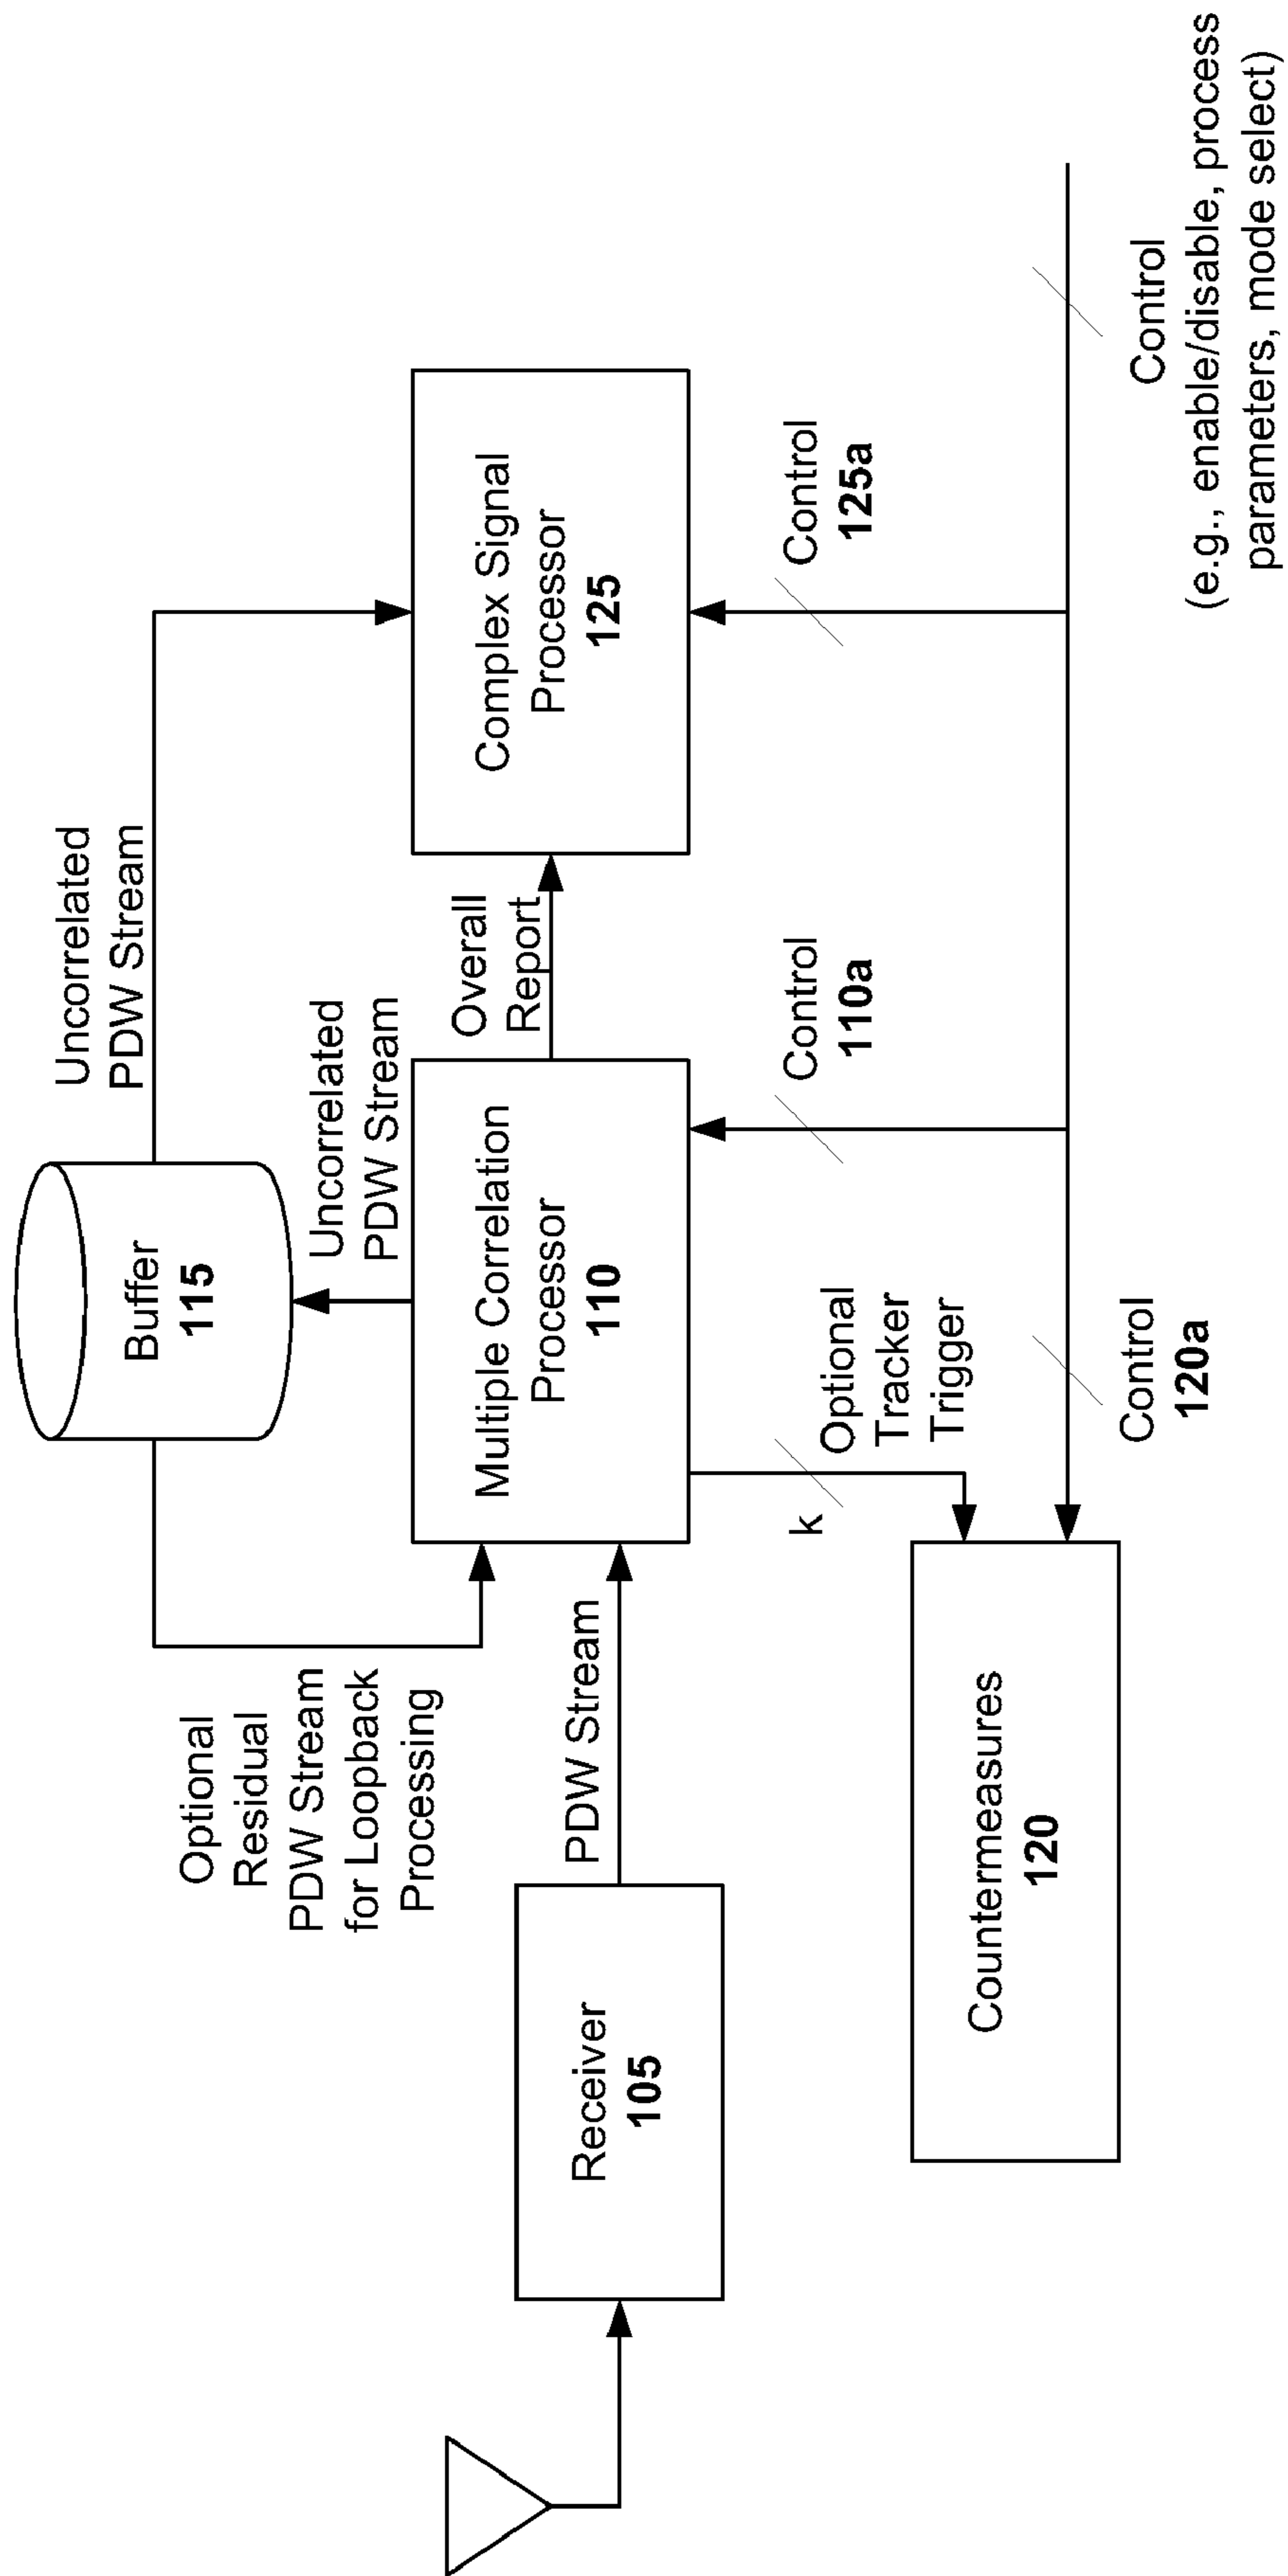 Uncorrelated
PDW Stream
Buffer
115
Optional
Residual
PDW Stream
for Loopback
Processing
Uncorrelated
PDW Stream
Receiver
105
PDW Stream
Multiple Correlation
Processor
110
Overall
Report
Complex Signal
Processor
125
k
Optional
Tracker
Trigger
Control
110a
Control
125a
Countermeasures
120
Control
120a
Control
(e.g., enable/disable, process
parameters, mode select)